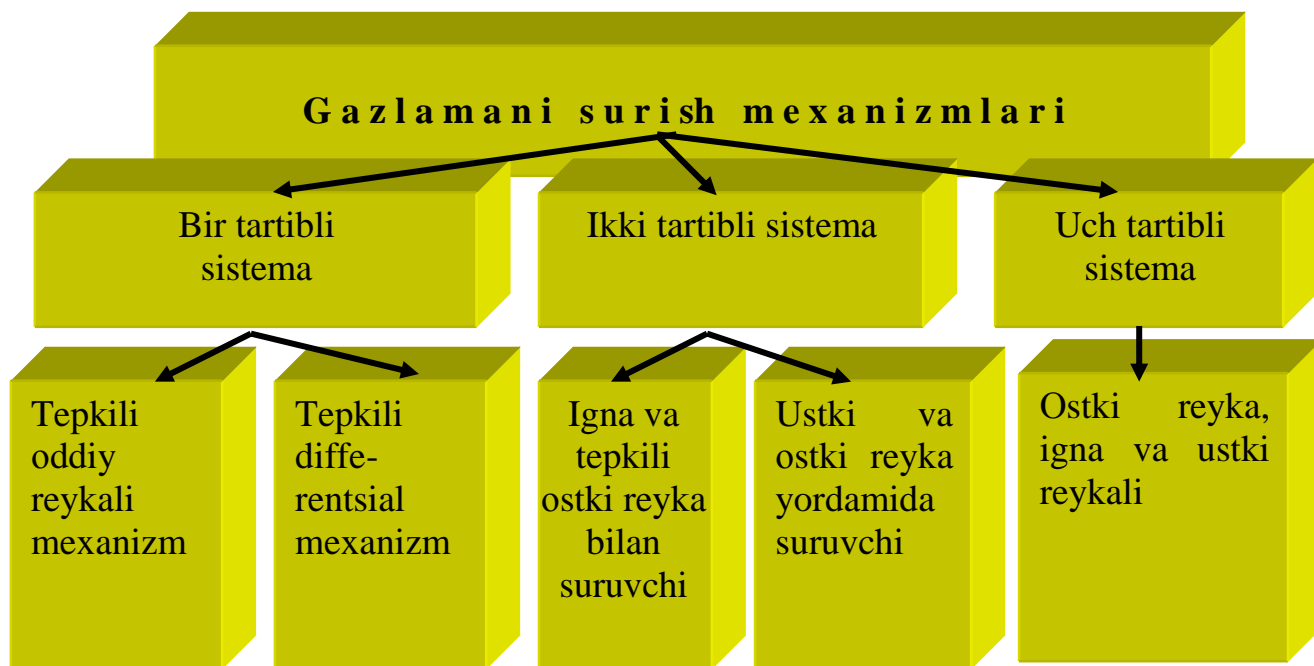 Gazlamani surish mexanizmlari
Bir tartibli
sistema
Ikki tartibli sistema
Uch tartibli
sistema
Tepkili
oddiy
reykali
mexanizm
Tepkili
diffe-
rentsial
mexanizm
Igna va
tepkili
ostki reyka
bilan
suruvchi
Ustki va
ostki reyka
yordamida
suruvchi
Ostki reyka,
igna va ustki
reykali